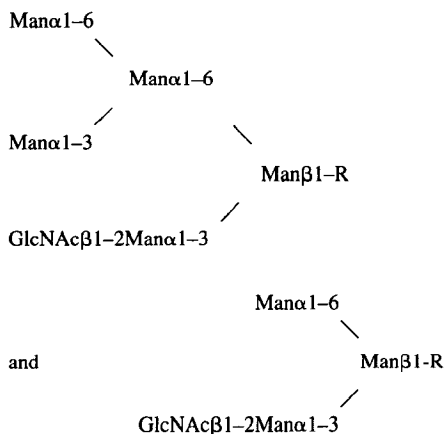 Manα1–6
Manα1–6
Manα1–3
Manβ1–R
GlcNAcβ1–2Manα1–3
Manα1–6
and
Manβ1-R
GlcNAcβ1–2Manα1–3